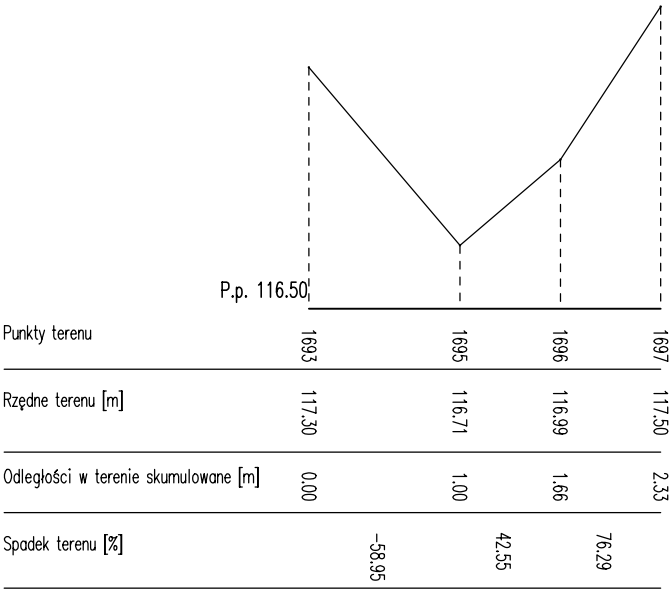 P.p. 116.50
Punkty terenu 1693 1695 1696 1697
Rzędne terenu [m] 117.30 116.71 116.99 117.50
Odległości w terenie skumulowane [m] 0.00 1.00 1.66 2.33
Spadek terenu [%] -58.95 42.55 76.29